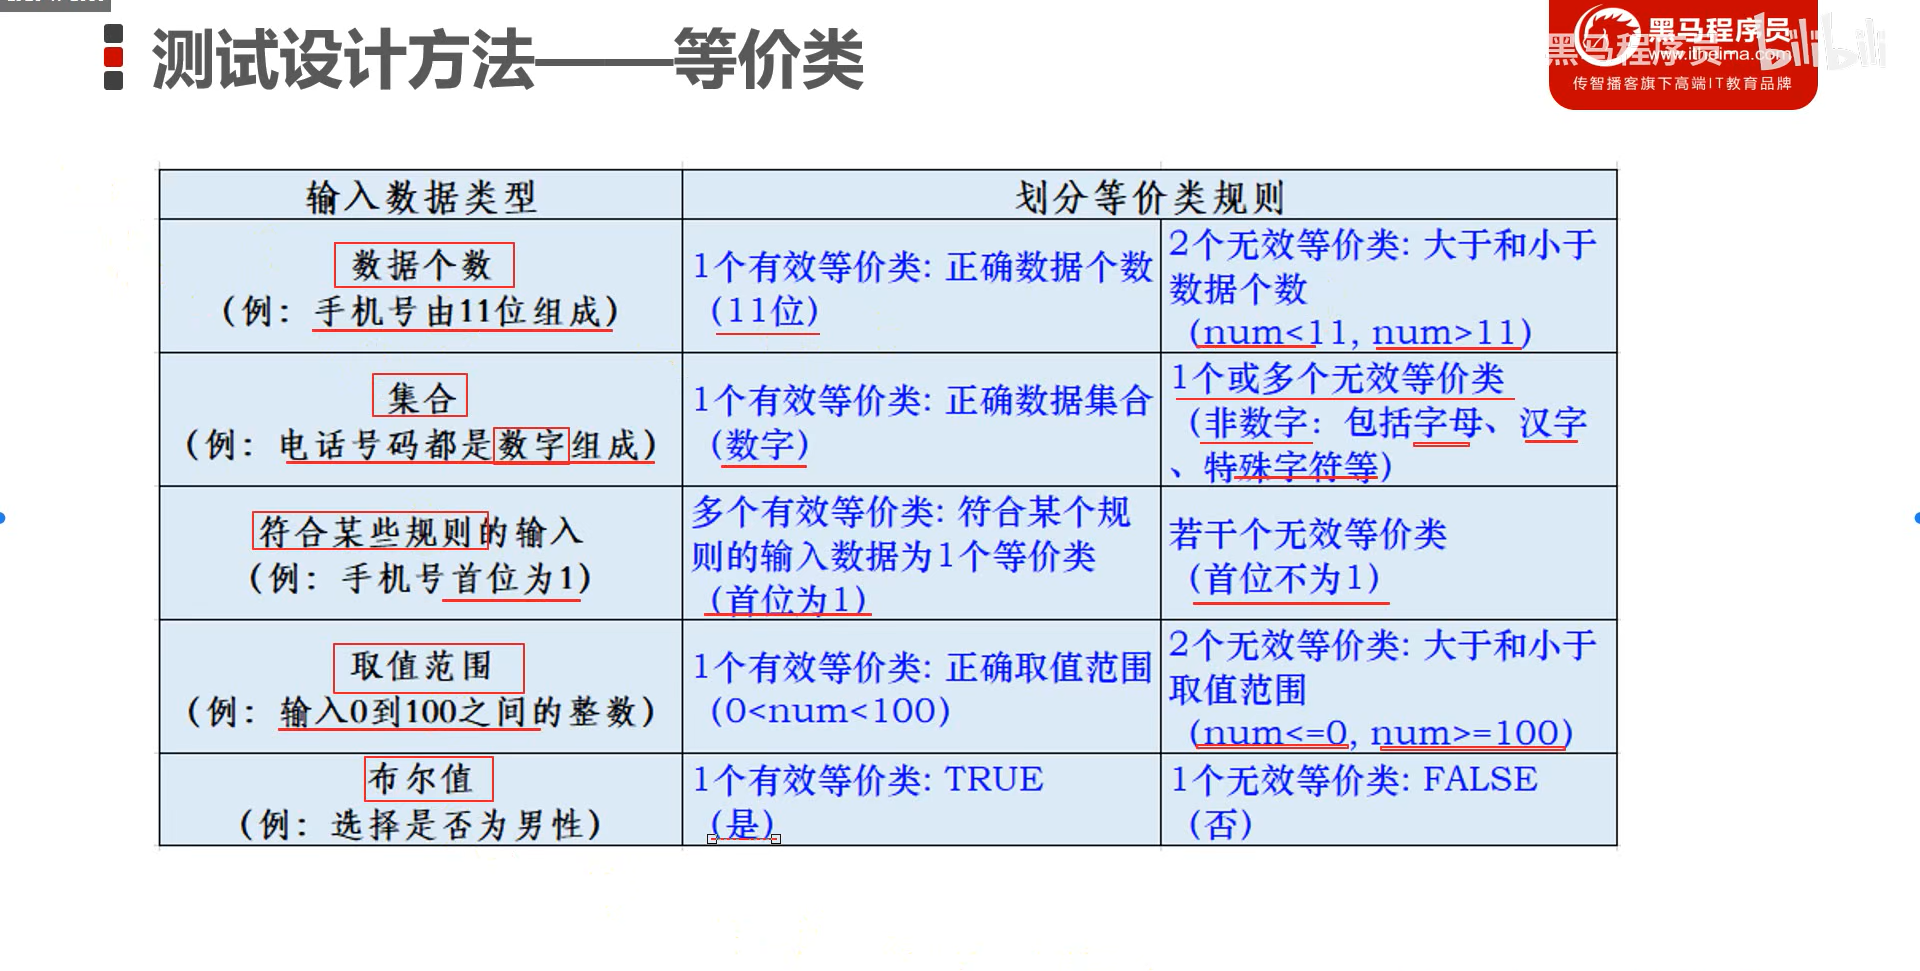 测试设计方法———等价类
黑马程序员
www.itheima.com
传智播客旗下高端IT教育品牌
黑马程序员
bilibili
输入数据类型
划分等价类规则
数据个数
（例：手机号由11位组成）
1个有效等价类：正确数据个数
（11位）
2个无效等价类：大于和小于
数据个数
（num<11, num>11）
集合
（例：电话号码都是数字组成）
1个有效等价类：正确数据集合
（数字）
1个或多个无效等价类
（非数字：包括字母、汉字
、特殊字符等）
符合某些规则的输入
（例：手机号首位为1）
多个有效等价类：符合某个规
则的输入数据为1个等价类
（首位为1）
若干个无效等价类
（首位不为1）
取值范围
（例：输入0到100之间的整数）
1个有效等价类：正确取值范围
（0<num<100）
2个无效等价类：大于和小于
取值范围
（num<=0, num>=100）
布尔值
（例：选择是否为男性）
1个有效等价类：TRUE
（是）
1个无效等价类：FALSE
（否）